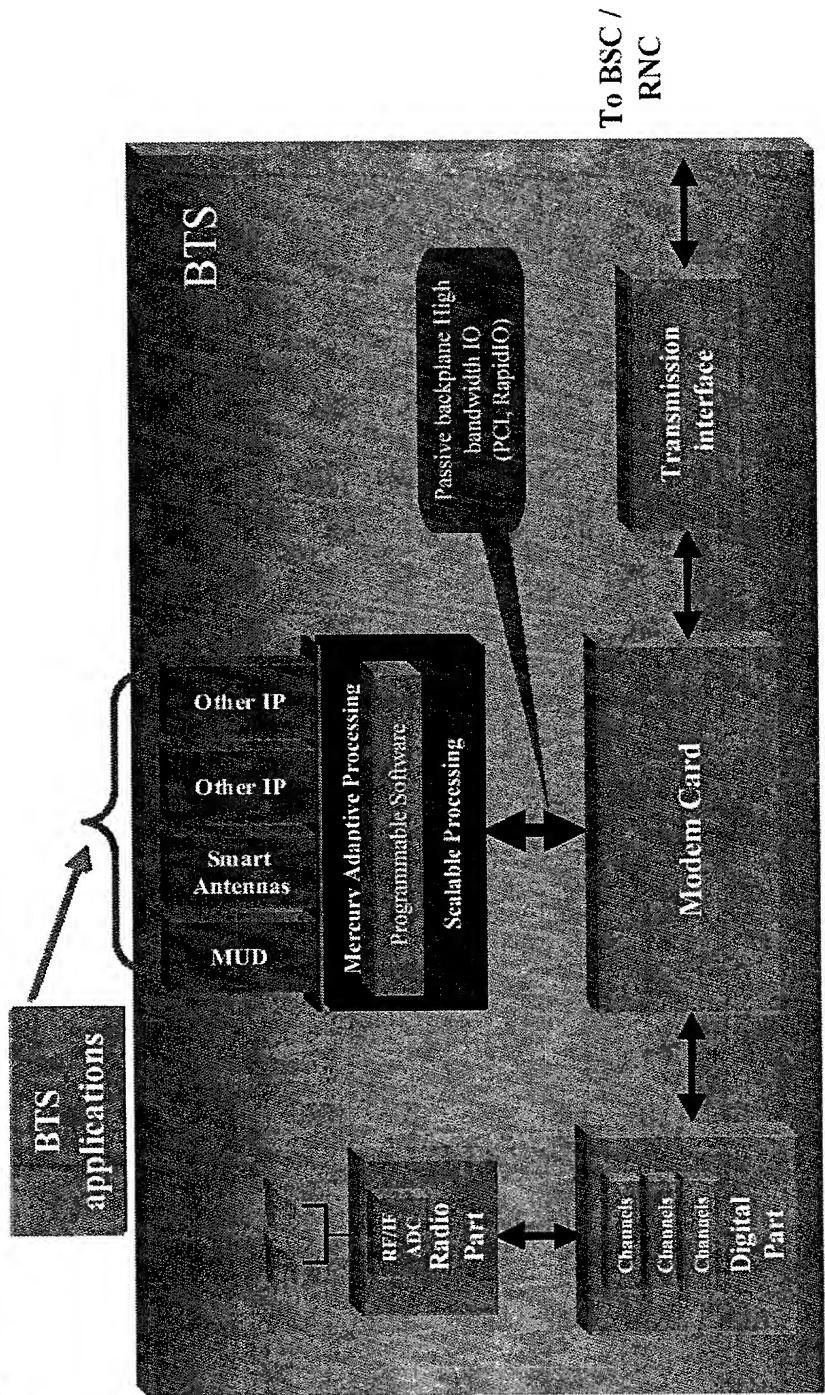 BTS
applications
BTS
MUD
Smart
Antennas
Other IP
Other IP
Mercury Adaptive Processing
Programmable Software
Scalable Processing
Passive backplane High
bandwidth IO
(PCI, RapidIO)
RF/IF
ADC
Radio
Part
Channels
Channels
Channels
Digital
Part
Modem Card
Transmission
interface
To BSC /
RNC